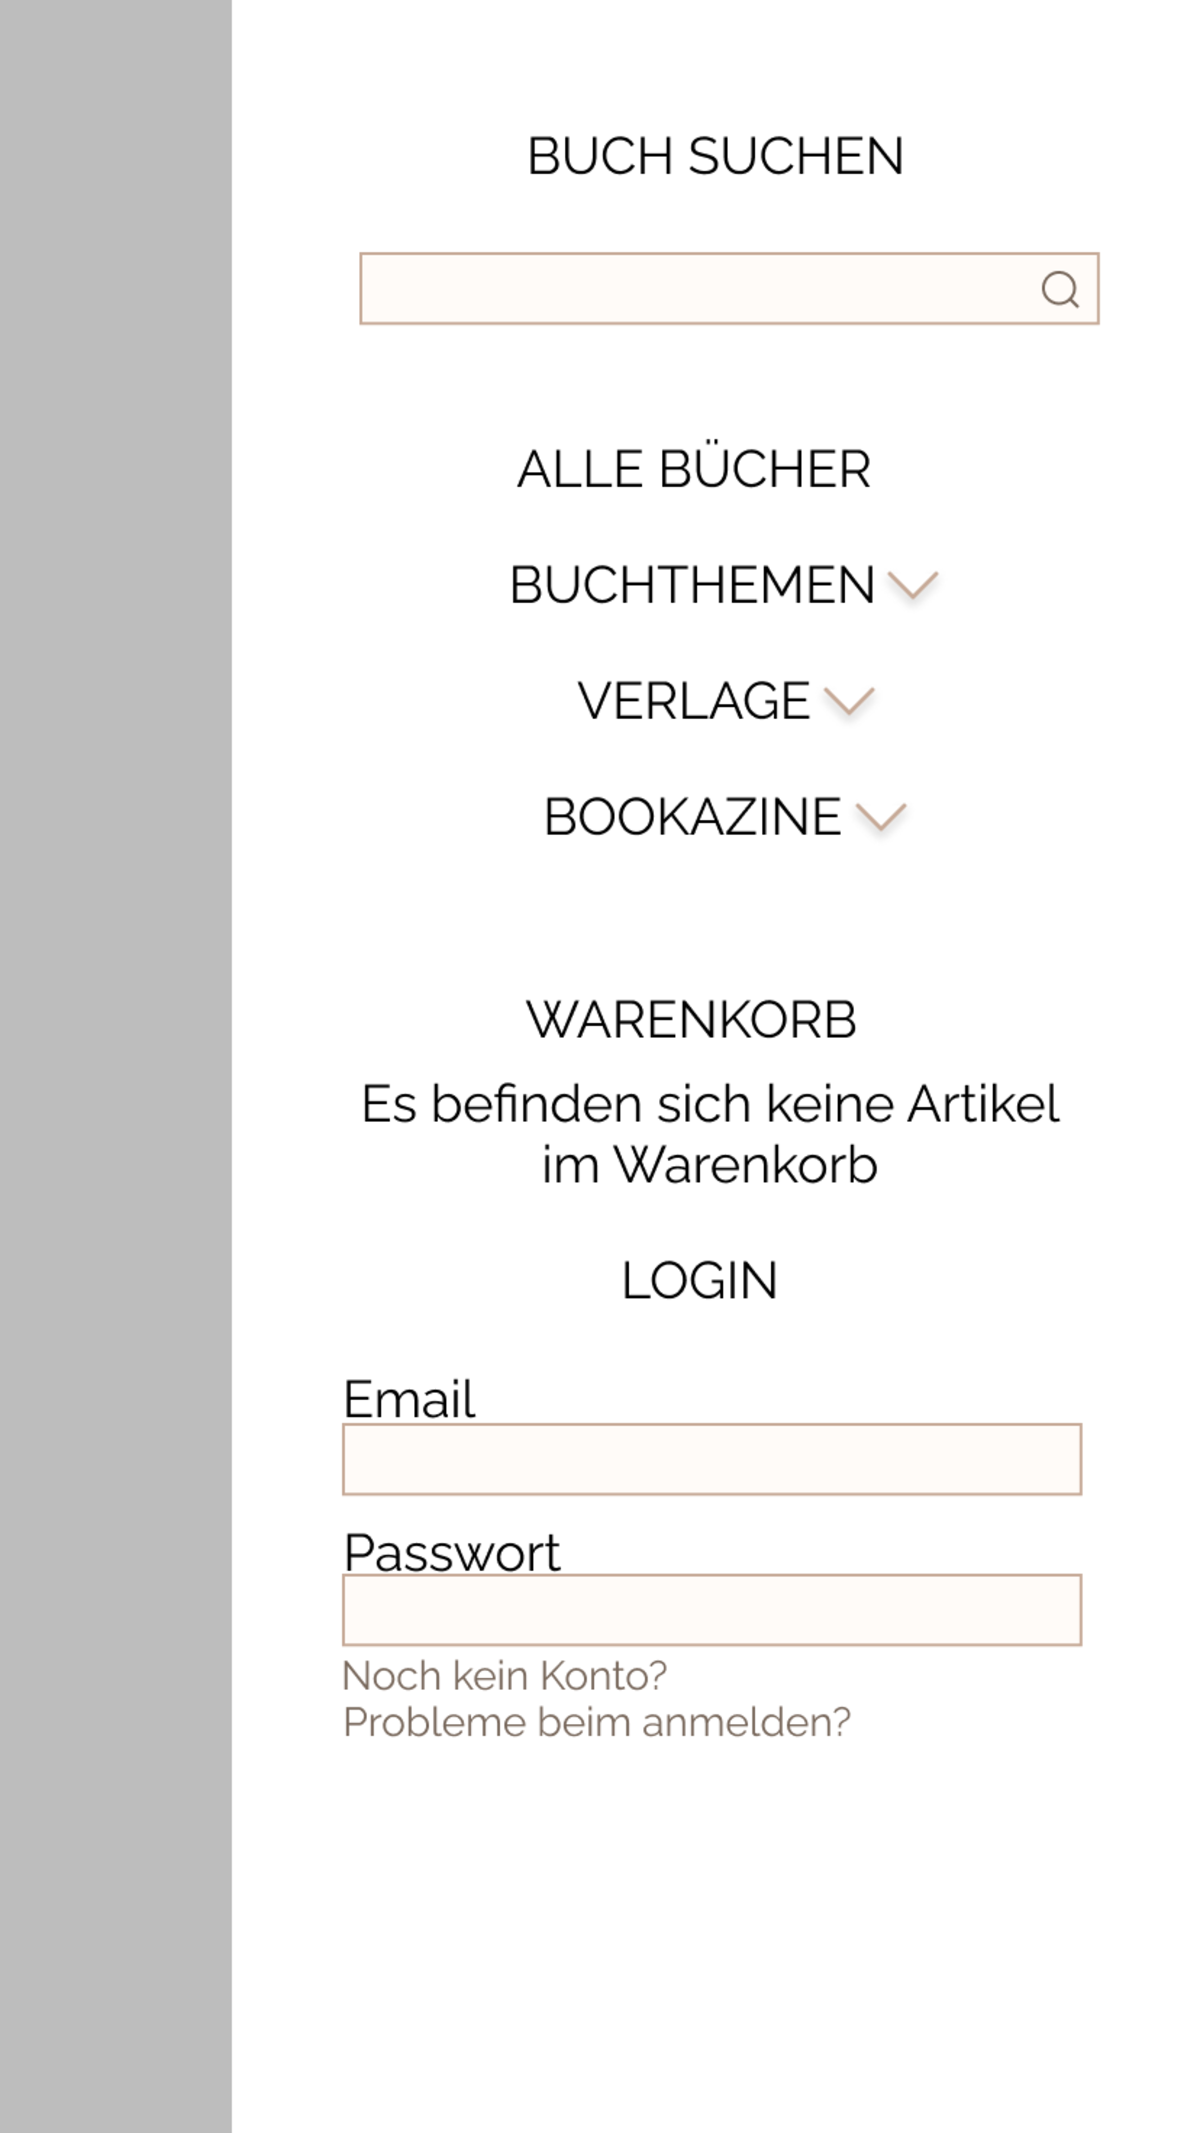 BUCH SUCHEN
ALLE BÜCHER
BUCHTHEMEN
VERLAGE
BOOKAZINE
WARENKORB
Es befinden sich keine Artikel
im Warenkorb
LOGIN
Email
Passwort
Noch kein Konto?
Probleme beim anmelden?